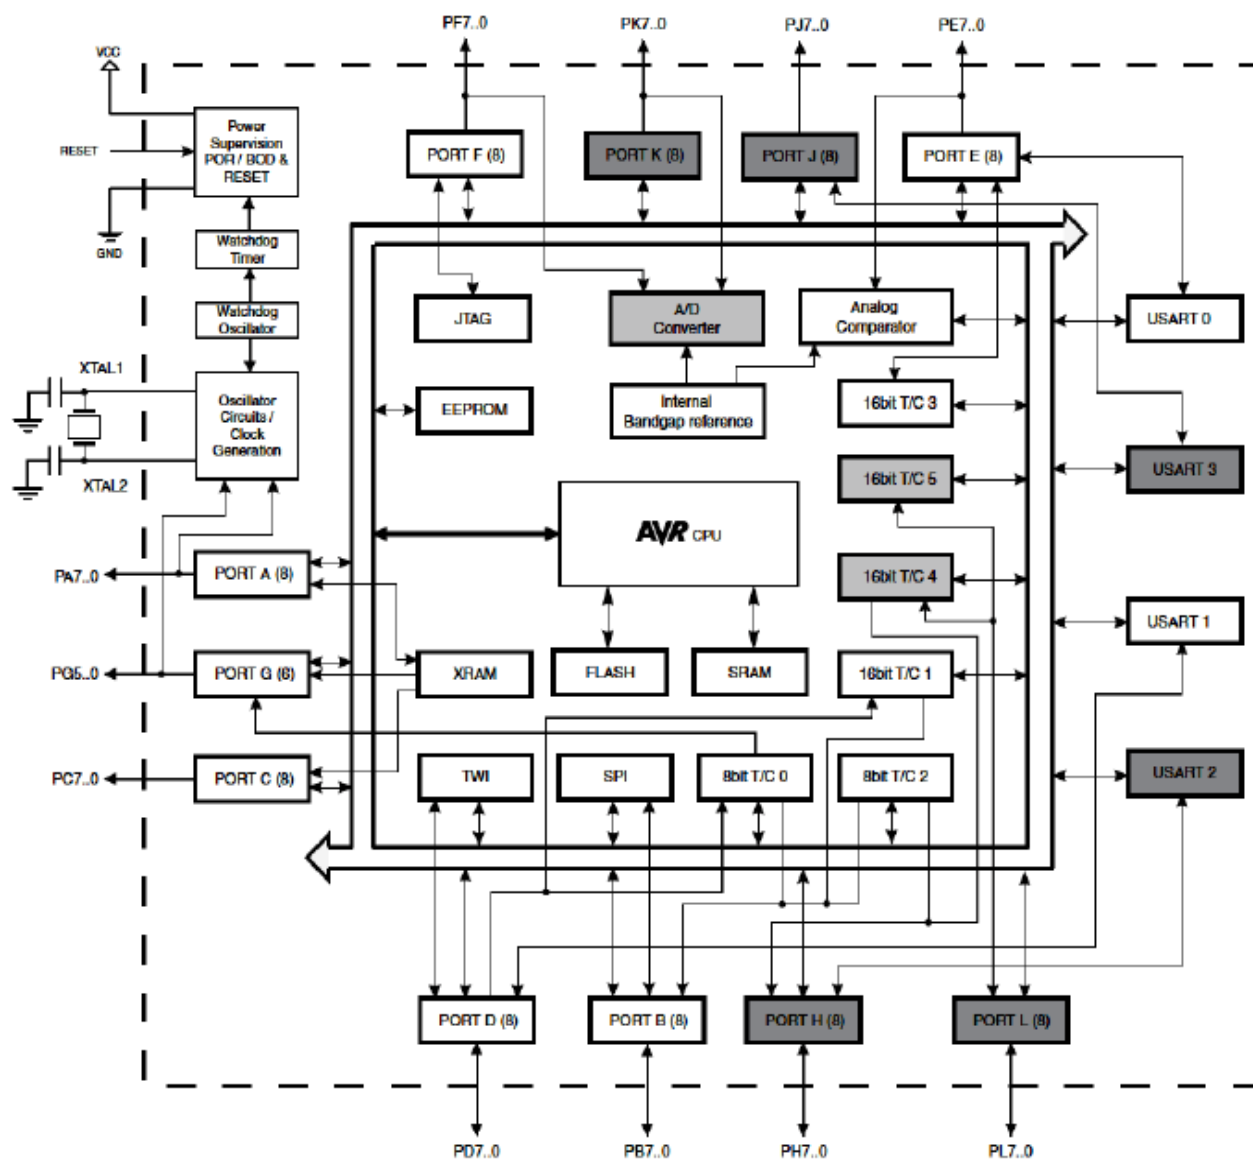 PF7..0
PK7..0
PJ7..0
PE7..0
VCC
RESET
GND
Power
Supervision
POR / BOD &
RESET
PORT F (8)
PORT K (8)
PORT J (8)
PORT E (8)
Watchdog
Timer
Watchdog
Oscillator
JTAG
A/D
Converter
Analog
Comparator
USART 0
XTAL1
XTAL2
Oscillator
Circuits /
Clock
Generation
EEPROM
Internal
Bandgap reference
16bit T/C 3
16bit T/C 5
USART 3
AVR CPU
PA7..0
PORT A (8)
16bit T/C 4
USART 1
PG5..0
PORT G (6)
XRAM
FLASH
SRAM
16bit T/C 1
PC7..0
PORT C (8)
TWI
SPI
8bit T/C 0
8bit T/C 2
USART 2
PORT D (8)
PORT B (8)
PORT H (8)
PORT L (8)
PD7..0
PB7..0
PH7..0
PL7..0